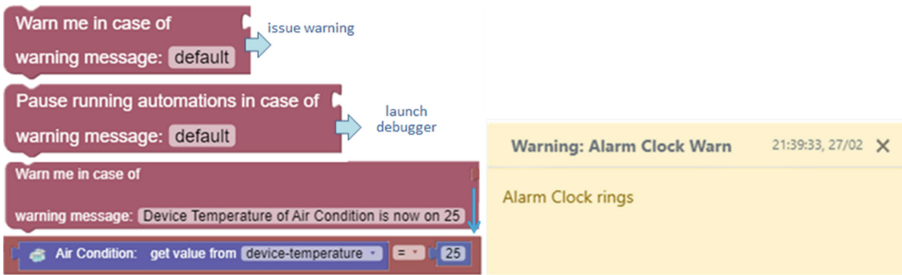 Warn me in case of
warning message: default
issue warning
Pause running automations in case of
warning message: default
launch
debugger
Warn me in case of
warning message: Device Temperature of Air Condition is now on 25
Air Condition: get value from device-temperature = 25
Warning: Alarm Clock Warn 21:39:33, 27/02
Alarm Clock rings